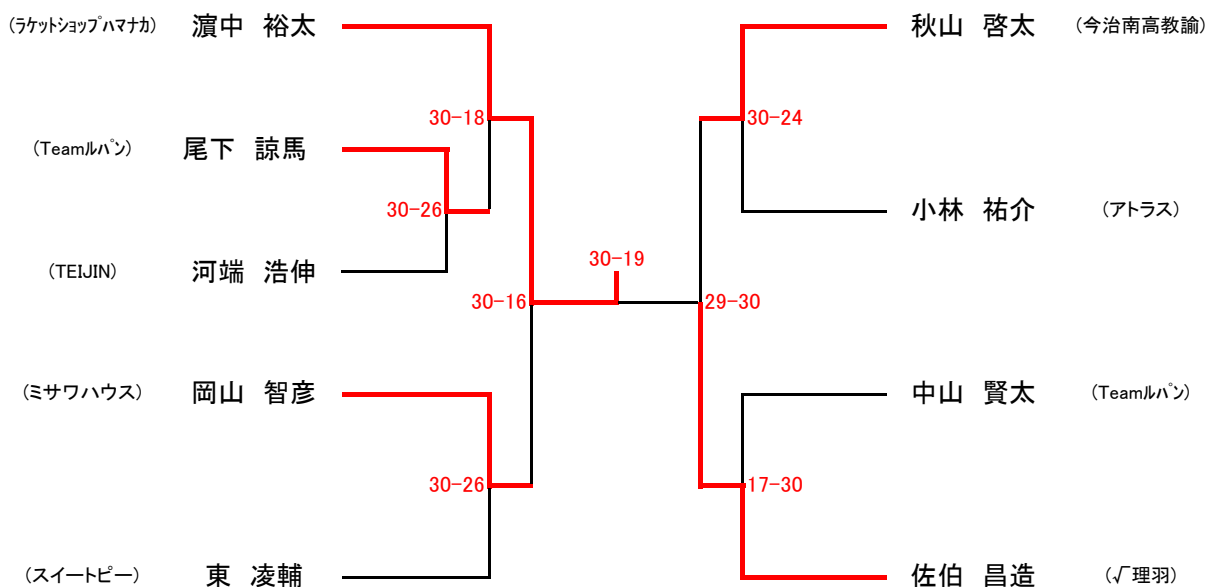 (ﾗｹｯﾄｼｮｯﾌﾟﾊﾏﾅｶ) 濵中 裕太
秋山 啓太 (今治南高教諭)
30-18
30-24
(Teamﾙﾊﾟﾝ) 尾下 諒馬
30-26
小林 祐介 (アトラス)
(TEIJIN) 河端 浩伸
30-19
30-16
29-30
(ミサワハウス) 岡山 智彦
中山 賢太 (Teamﾙﾊﾟﾝ)
30-26
17-30
(スイートピー) 東 凌輔
佐伯 昌造 (√理羽)